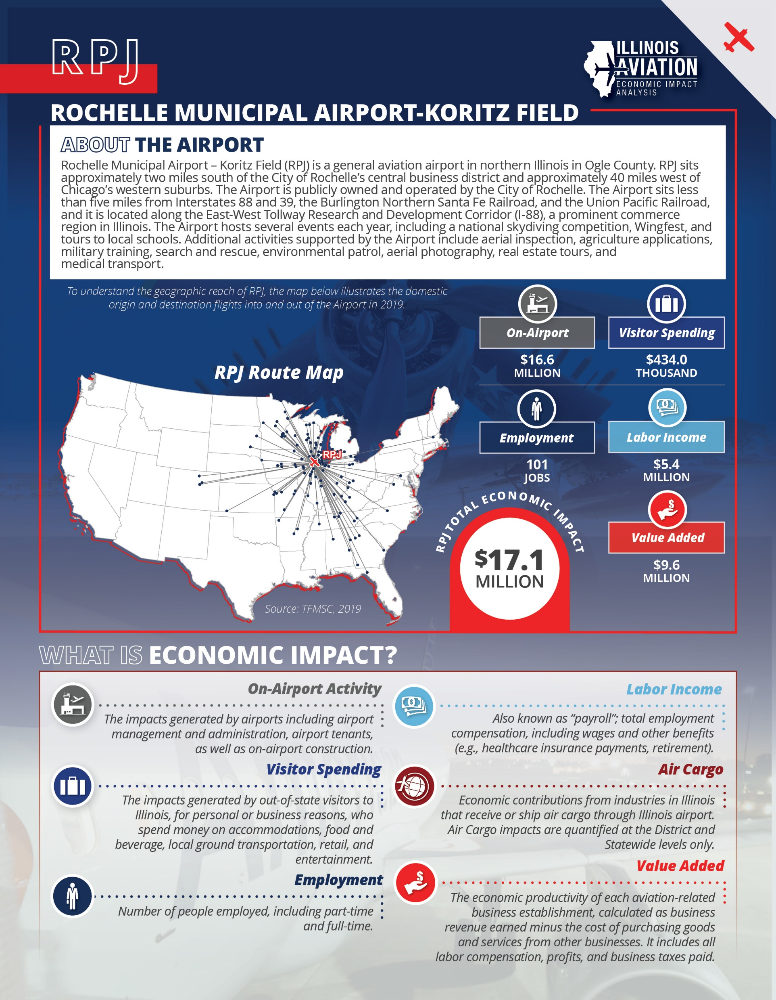 RPJ
ILLINOIS
AVIATION
ECONOMIC IMPACT
ANALYSIS
ROCHELLE MUNICIPAL AIRPORT-KORITZ FIELD
ABOUT THE AIRPORT
Rochelle Municipal Airport – Koritz Field (RPJ) is a general aviation airport in northern Illinois in Ogle County. RPJ sits
approximately two miles south of the City of Rochelle’s central business district and approximately 40 miles west of
Chicago’s western suburbs. The Airport is publicly owned and operated by the City of Rochelle. The Airport sits less
than five miles from Interstates 88 and 39, the Burlington Northern Santa Fe Railroad, and the Union Pacific Railroad,
and it is located along the East-West Tollway Research and Development Corridor (I-88), a prominent commerce
region in Illinois. The Airport hosts several events each year, including a national skydiving competition, Wingfest, and
tours to local schools. Additional activities supported by the Airport include aerial inspection, agriculture applications,
military training, search and rescue, environmental patrol, aerial photography, real estate tours, and
medical transport.
To understand the geographic reach of RPJ, the map below illustrates the domestic
origin and destination flights into and out of the Airport in 2019.
RPJ Route Map
RPJ
Source: TFMSC, 2019
On-Airport
$16.6
MILLION
Visitor Spending
$434.0
THOUSAND
Employment
101
JOBS
Labor Income
$5.4
MILLION
RPJ TOTAL ECONOMIC IMPACT
$17.1
MILLION
Value Added
$9.6
MILLION
WHAT IS ECONOMIC IMPACT?
On-Airport Activity
The impacts generated by airports including airport
management and administration, airport tenants,
as well as on-airport construction.
Visitor Spending
The impacts generated by out-of-state visitors to
Illinois, for personal or business reasons, who
spend money on accommodations, food and
beverage, local ground transportation, retail, and
entertainment.
Employment
Number of people employed, including part-time
and full-time.
Labor Income
Also known as “payroll”; total employment
compensation, including wages and other benefits
(e.g., healthcare insurance payments, retirement).
Air Cargo
Economic contributions from industries in Illinois
that receive or ship air cargo through Illinois airport.
Air Cargo impacts are quantified at the District and
Statewide levels only.
Value Added
The economic productivity of each aviation-related
business establishment, calculated as business
revenue earned minus the cost of purchasing goods
and services from other businesses. It includes all
labor compensation, profits, and business taxes paid.